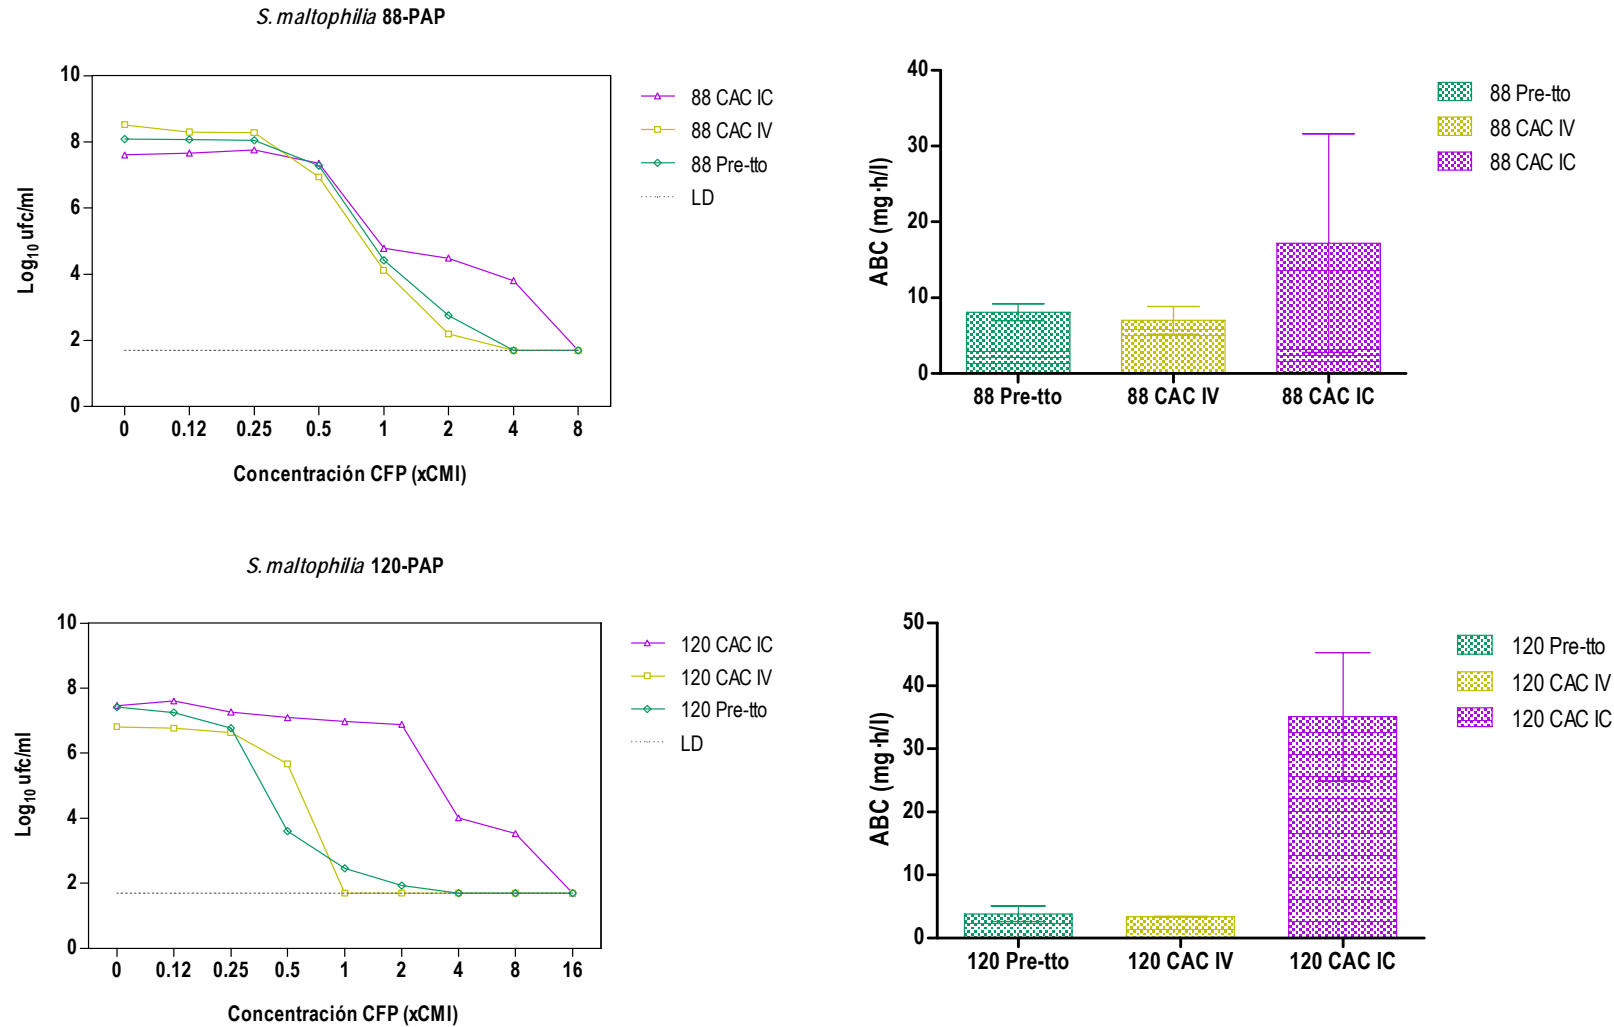 S. maltophilia 88-PAP
10
8
6
4
2
0
Log10 ufc/ml
0 0.12 0.25 0.5 1 2 4 8
Concentración CFP (xCMI)
88 CAC IC
88 CAC IV
88 Pre-tto
LD
40
30
20
10
0
ABC (mg·h/l)
88 Pre-tto 88 CAC IV 88 CAC IC
88 Pre-tto
88 CAC IV
88 CAC IC
S. maltophilia 120-PAP
10
8
6
4
2
0
Log10 ufc/ml
0 0.12 0.25 0.5 1 2 4 8 16
Concentración CFP (xCMI)
120 CAC IC
120 CAC IV
120 Pre-tto
LD
50
40
30
20
10
0
ABC (mg·h/l)
120 Pre-tto 120 CAC IV 120 CAC IC
120 Pre-tto
120 CAC IV
120 CAC IC